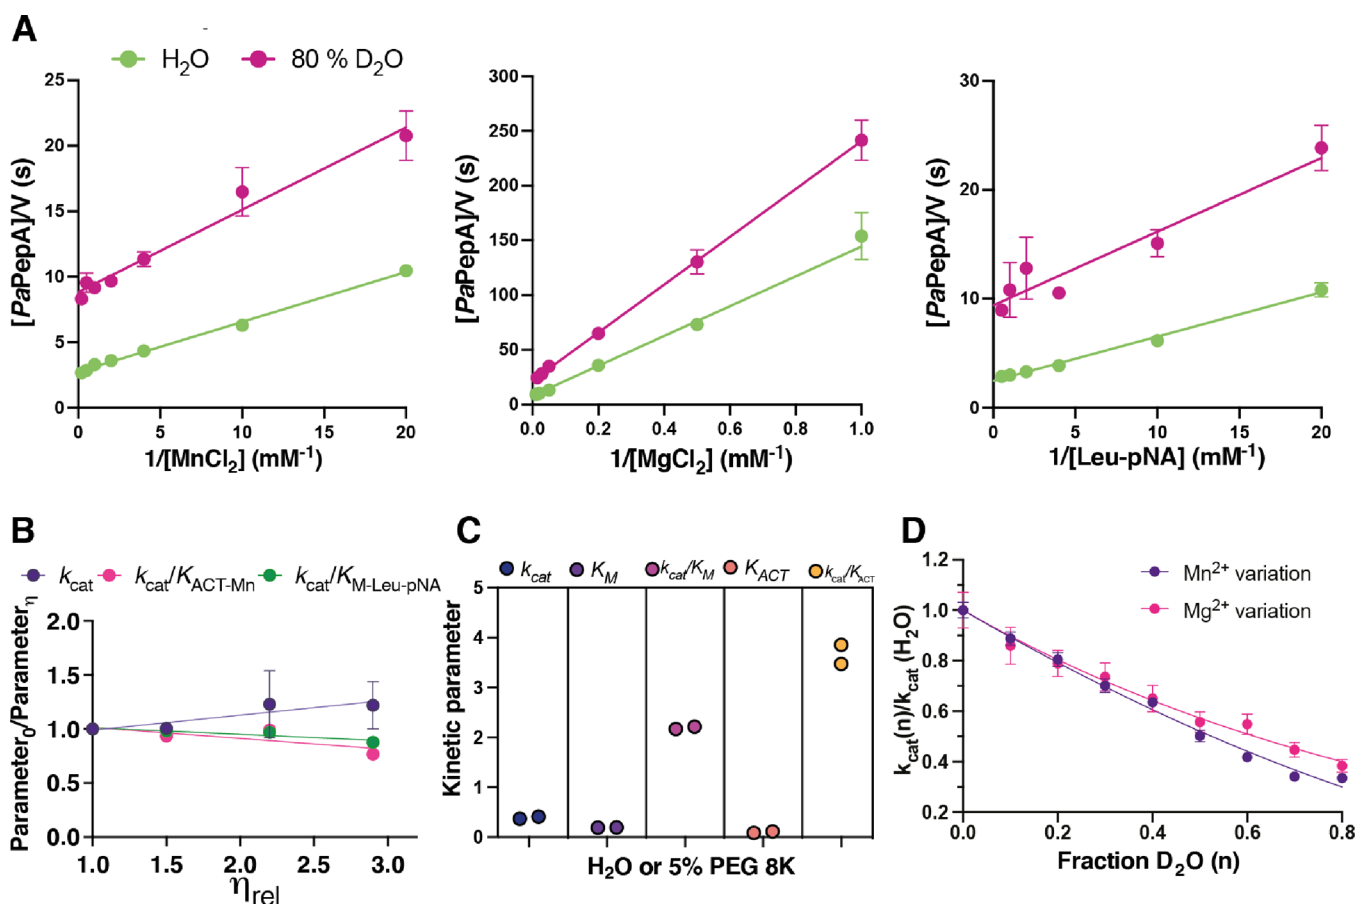 A
H₂O 80 % D₂O
[PaPepA]/V (s)
25
20
15
10
5
0
0 5 10 15 20
1/[MnCl₂] (mM⁻¹)
[PaPepA]/V (s)
300
250
200
150
100
50
0
0.0 0.2 0.4 0.6 0.8 1.0
1/[MgCl₂] (mM⁻¹)
[PaPepA]/V (s)
30
20
10
0
0 5 10 15 20
1/[Leu-pNA] (mM⁻¹)
B
kcat kcat/KACT-Mn kcat/KM-Leu-pNA
Parameter₀/Parameterη
2.0
1.5
1.0
0.5
0.0
1.0 1.5 2.0 2.5 3.0
ηrel
C
kcat KM kcat/KM KACT kcat/KACT
Kinetic parameter
5
4
3
2
1
0
H₂O or 5% PEG 8K
D
Mn²⁺ variation
Mg²⁺ variation
kcat(n)/kcat (H₂O)
1.2
1.0
0.8
0.6
0.4
0.2
0.0 0.2 0.4 0.6 0.8
Fraction D₂O (n)